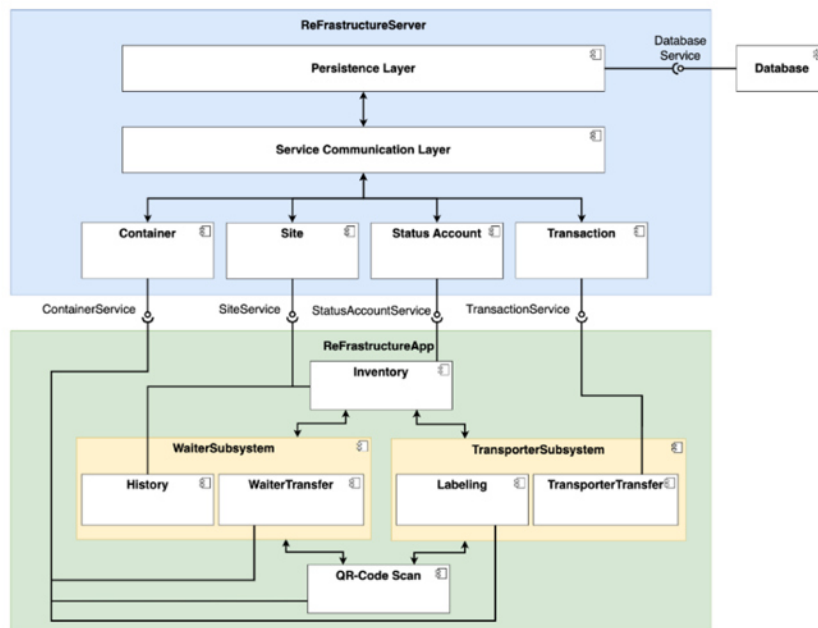 ReFrastructureServer
Persistence Layer
Database
Service
Database
Service Communication Layer
Container
Site
Status Account
Transaction
ContainerService
SiteService
StatusAccountService
TransactionService
ReFrastructureApp
Inventory
WaiterSubsystem
TransporterSubsystem
History
WaiterTransfer
Labeling
TransporterTransfer
QR-Code Scan